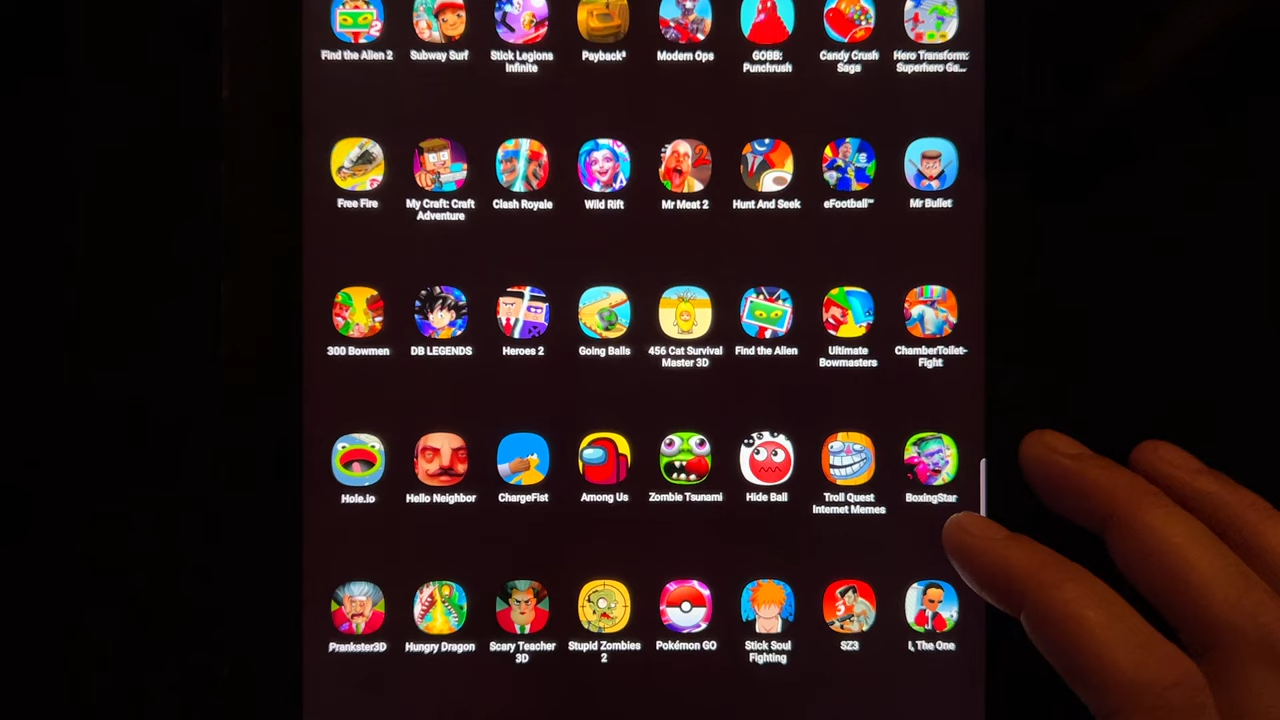 Find the Alien 2
Subway Surf
Stick Legions
Infinite
Payback²
Modern Ops
GOBB:
Punchrush
Candy Crush
Saga
Hero Transform:
Superhero Ga...
Free Fire
My Craft: Craft
Adventure
Clash Royale
Wild Rift
Mr Meat 2
Hunt And Seek
eFootball™
Mr Bullet
300 Bowmen
DB LEGENDS
Heroes 2
Going Balls
456 Cat Survival
Master 3D
Find the Alien
Ultimate
Bowmasters
ChamberToilet-
Fight
Hole.io
Hello Neighbor
ChargeFist
Among Us
Zombie Tsunami
Hide Ball
Troll Quest
Internet Memes
BoxingStar
Prankster3D
Hungry Dragon
Scary Teacher
3D
Stupid Zombies
2
Pokémon GO
Stick Soul
Fighting
SZ3
I, The One